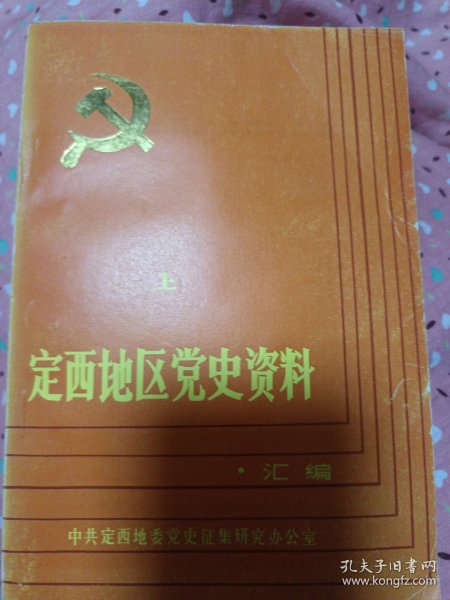 上
定西地区党史资料
·汇编
中共定西地委党史征集研究办公室
孔夫子旧书网
www.kongfz.com